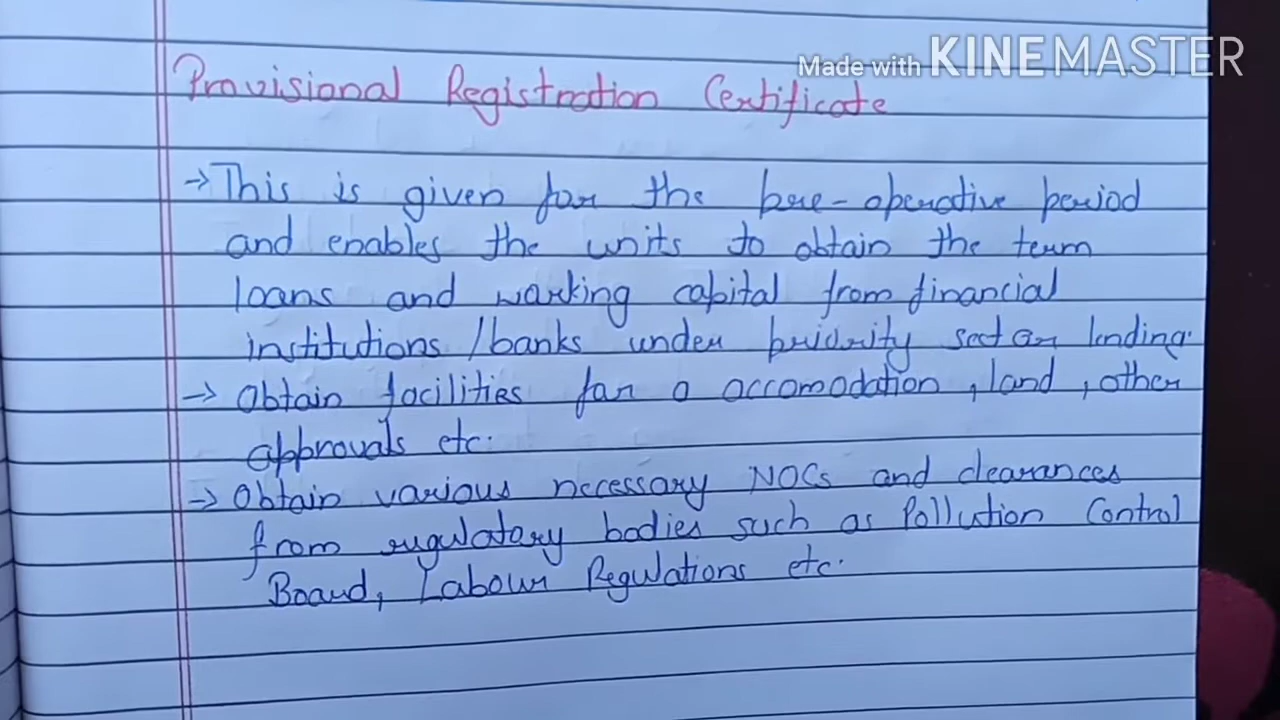 Made with KINEMASTER
Provisional Registration Certificate
→ This is given for the pre-operative period
and enables the units to obtain the term
loans and working capital from financial
institutions/banks under priority sector lending.
→ Obtain facilities for a accomodation, land, other
approvals etc.
→ Obtain various necessary NOCs and clearances
from regulatory bodies such as Pollution Control
Board, Labour Regulations etc.